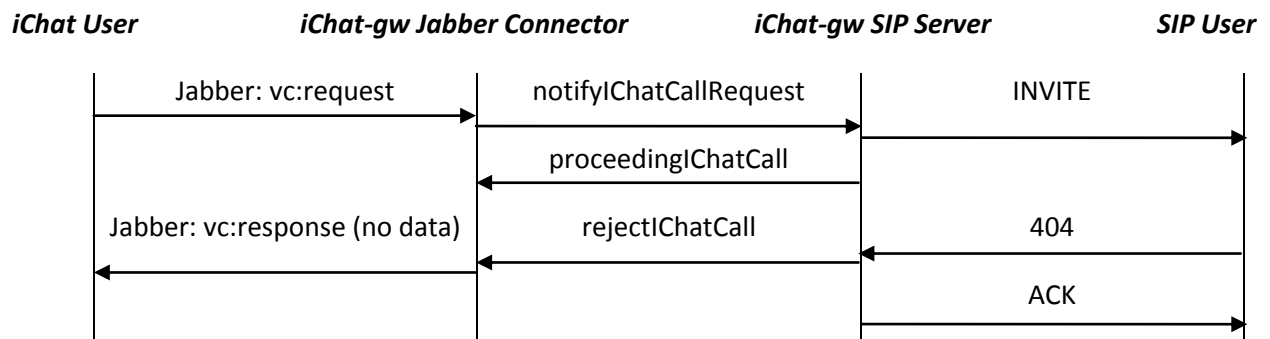 iChat User iChat-gw Jabber Connector iChat-gw SIP Server SIP User
Jabber: vc:request notifyIChatCallRequest INVITE
proceedingIChatCall
Jabber: vc:response (no data) rejectIChatCall 404
ACK